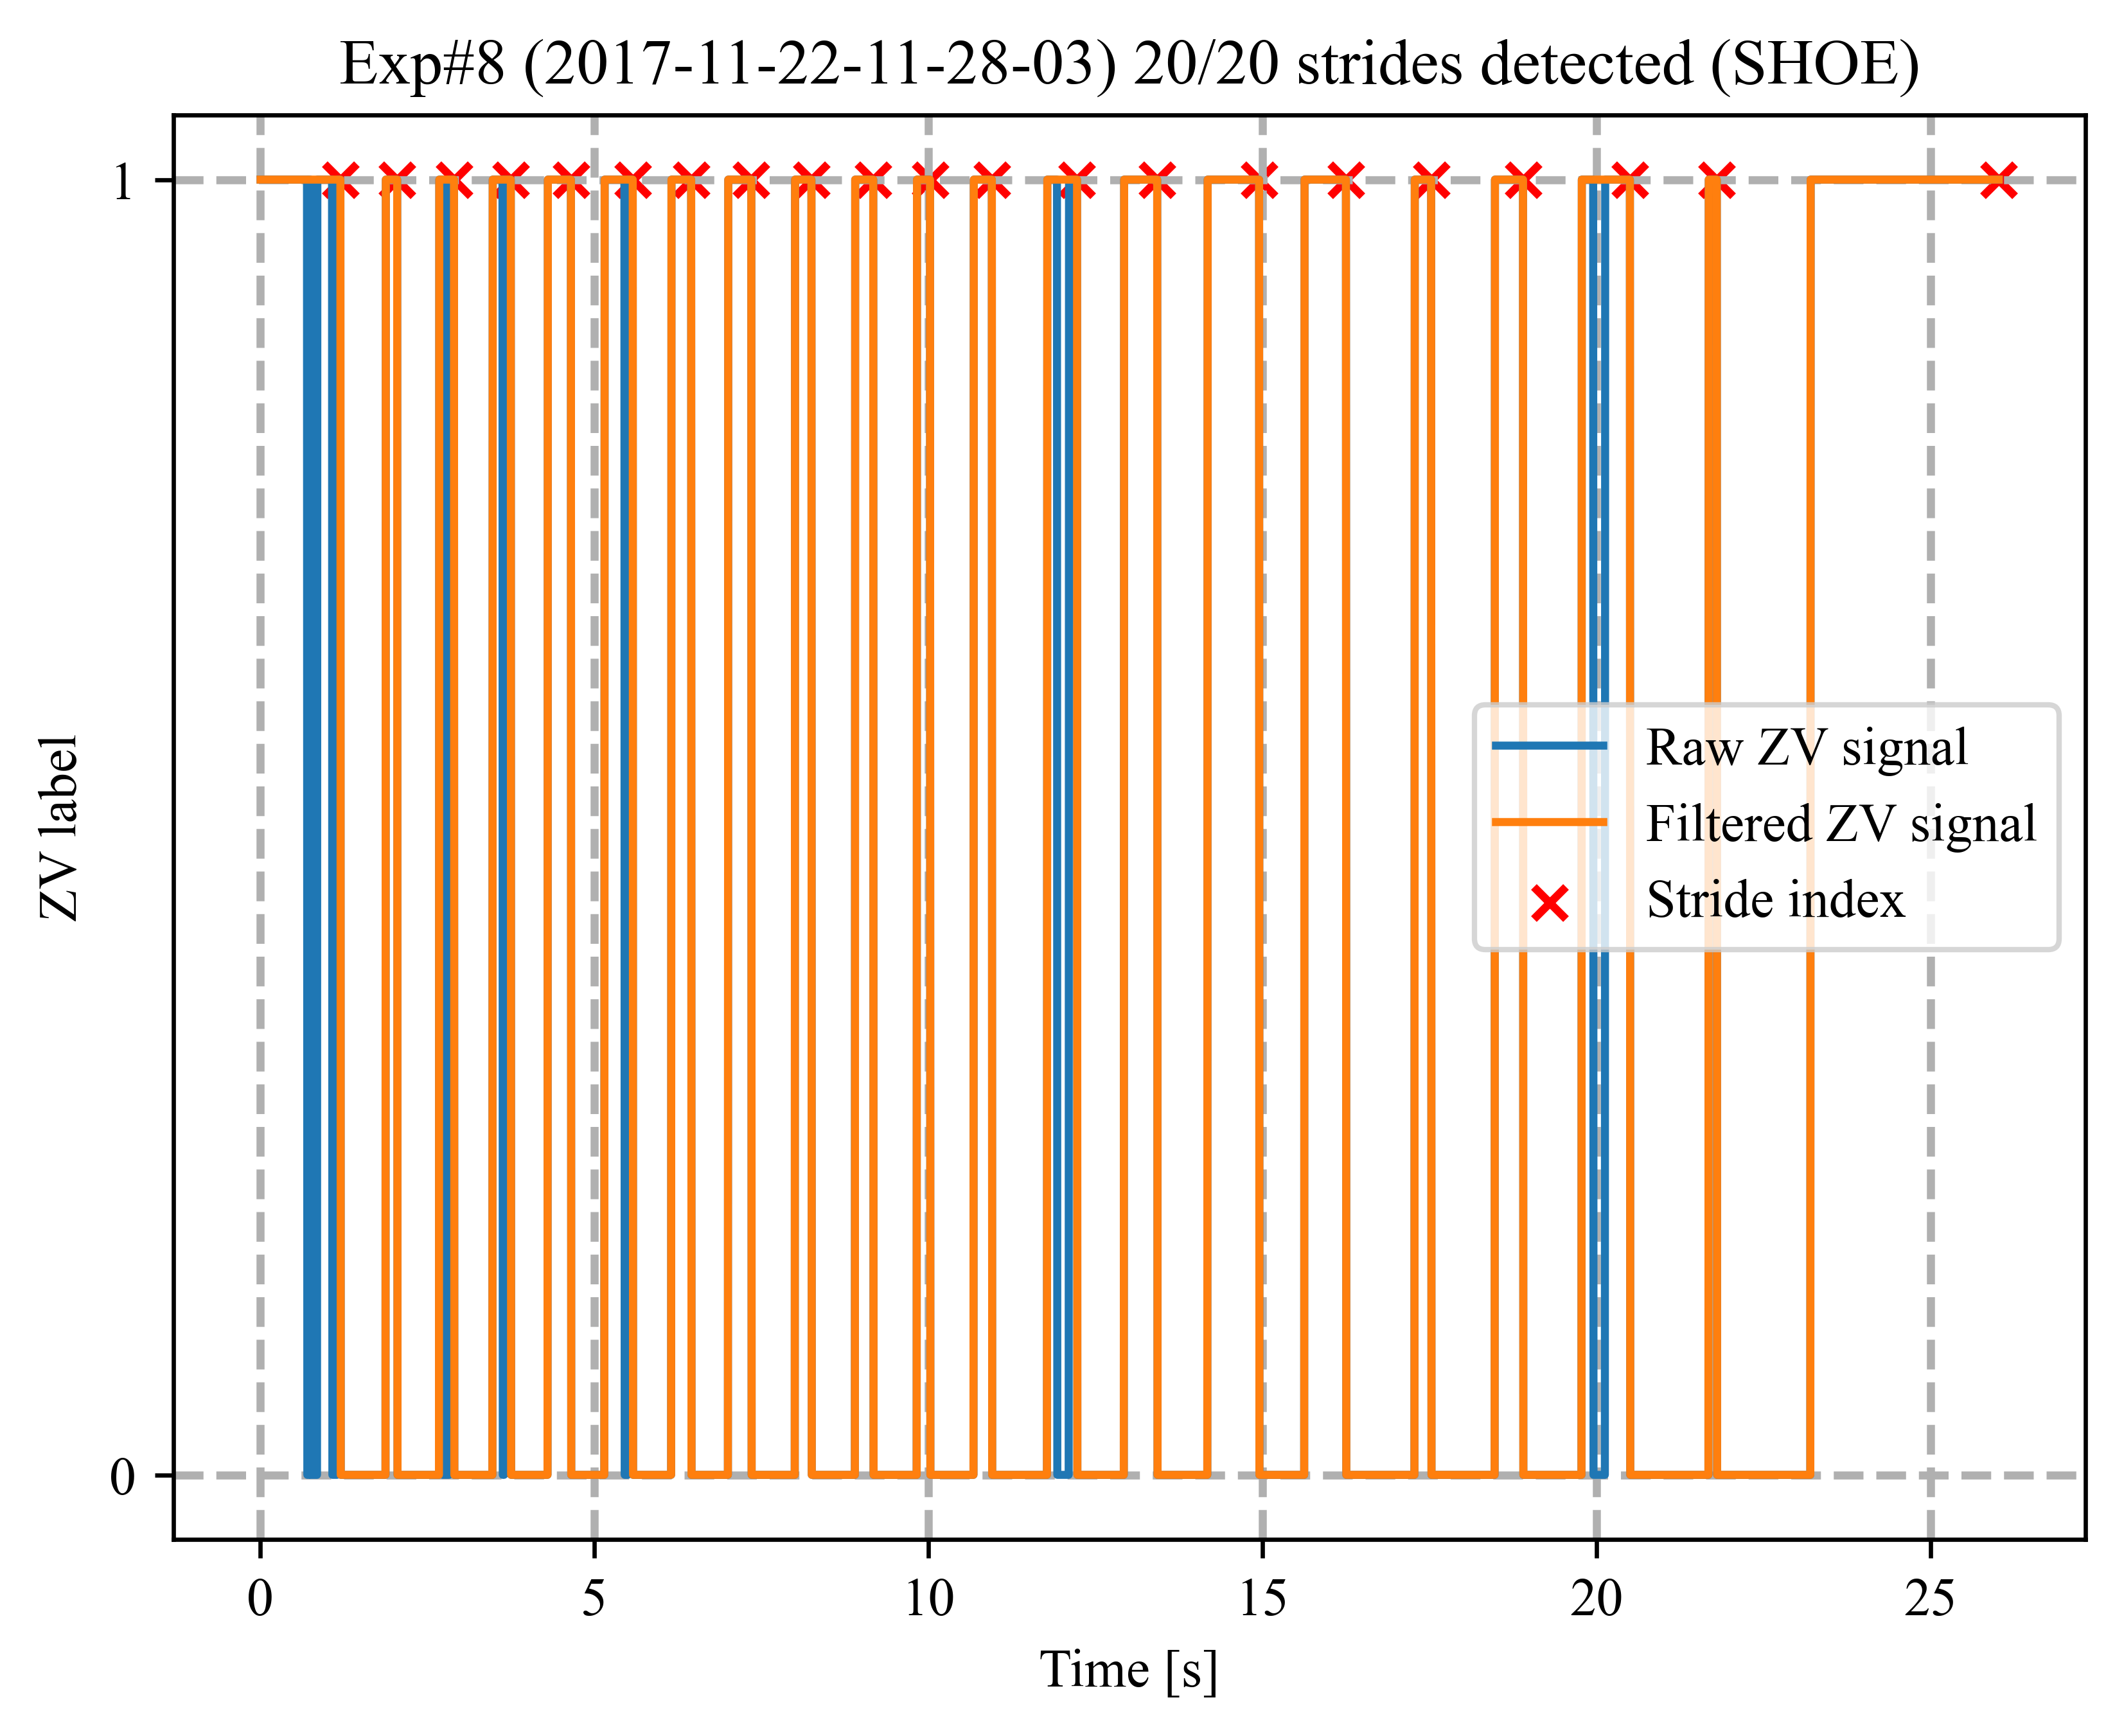 Exp#8 (2017-11-22-11-28-03) 20/20 strides detected (SHOE)
1
0
ZV label
Raw ZV signal
Filtered ZV signal
Stride index
0 5 10 15 20 25
Time [s]